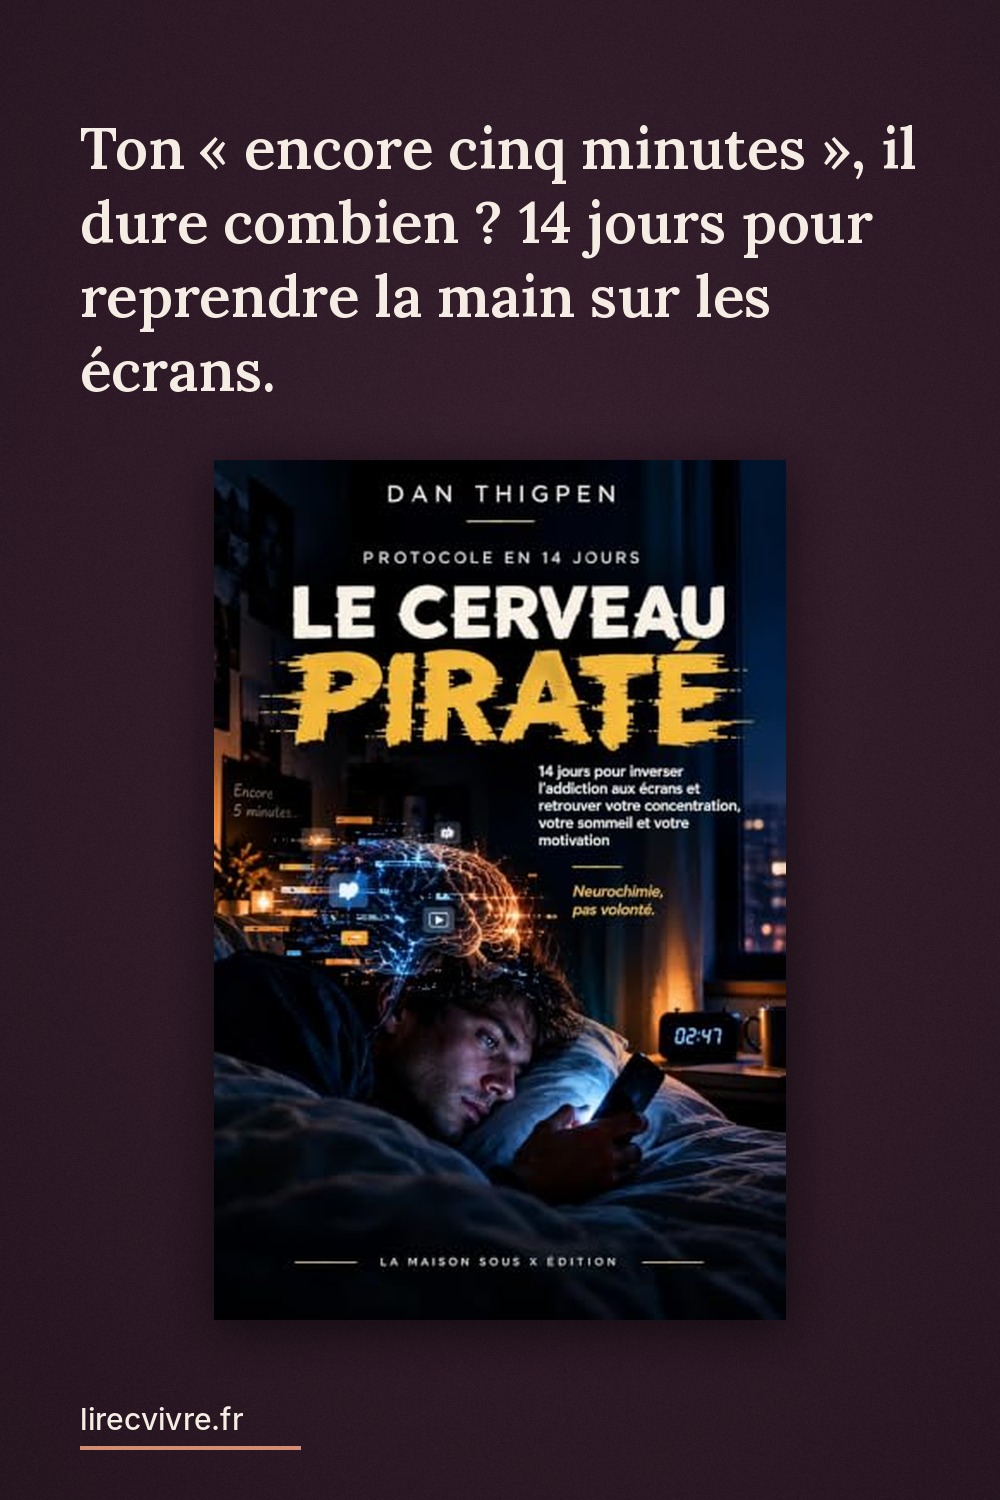 Ton « encore cinq minutes », il
dure combien ? 14 jours pour
reprendre la main sur les
écrans.
DAN THIGPEN
PROTOCOLE EN 14 JOURS
LE CERVEAU
PIRATÉ
14 jours pour inverser
l'addiction aux écrans et
retrouver votre concentration,
votre sommeil et votre
motivation
Encore
5 minutes...
Neurochimie,
pas volonté.
02:47
LA MAISON SOUS X ÉDITION
lirecvivre.fr